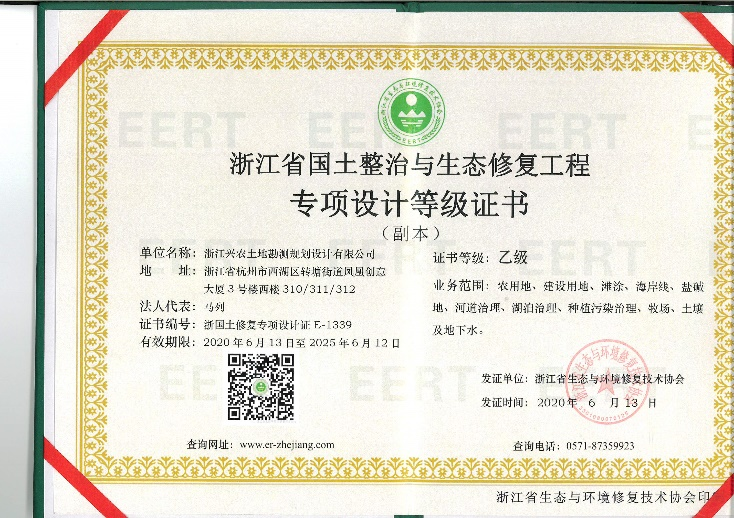 EERT
浙江省国土整治与生态修复工程
专项设计等级证书
（副本）
单位名称：浙江兴农土地勘测规划设计有限公司
地 址：浙江省杭州市西湖区转塘街道凤凰创意
大厦3号楼西楼310/311/312
法人代表：马列
证书编号：浙国土修复专项设计证E-1339
有效期限：2020年6月13日至2025年6月12日
证书等级：乙级
业务范围：农用地、建设用地、滩涂、海岸线、盐碱
地、河道治理、湖泊治理、种植污染治理、牧场、土壤
及地下水。
发证单位：浙江省生态与环境修复技术协会
发证时间：2020年 6 月 13 日
查询网址：www.er-zhejiang.com
查询电话：0571-87359923
浙江省生态与环境修复技术协会印